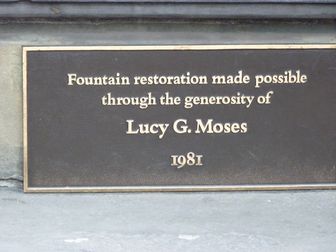 Fountain restoration made possible
through the generosity of
Lucy G. Moses
1981